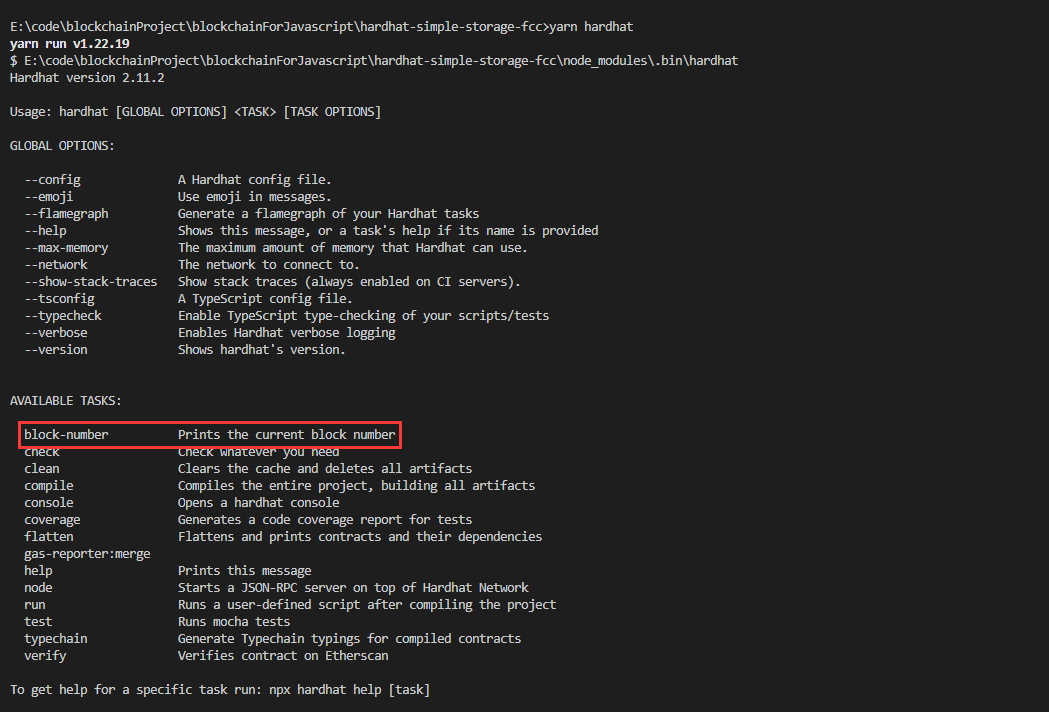 E:\code\blockchainProject\blockchainForJavascript\hardhat-simple-storage-fcc>yarn hardhat
yarn run v1.22.19
$ E:\code\blockchainProject\blockchainForJavascript\hardhat-simple-storage-fcc\node_modules\.bin\hardhat
Hardhat version 2.11.2
Usage: hardhat [GLOBAL OPTIONS] <TASK> [TASK OPTIONS]
GLOBAL OPTIONS:
--config A Hardhat config file.
--emoji Use emoji in messages.
--flamegraph Generate a flamegraph of your Hardhat tasks
--help Shows this message, or a task's help if its name is provided
--max-memory The maximum amount of memory that Hardhat can use.
--network The network to connect to.
--show-stack-traces Show stack traces (always enabled on CI servers).
--tsconfig A TypeScript config file.
--typecheck Enable TypeScript type-checking of your scripts/tests
--verbose Enables Hardhat verbose logging
--version Shows hardhat's version.
AVAILABLE TASKS:
block-number Prints the current block number
check Check whatever you need
clean Clears the cache and deletes all artifacts
compile Compiles the entire project, building all artifacts
console Opens a hardhat console
coverage Generates a code coverage report for tests
flatten Flattens and prints contracts and their dependencies
gas-reporter:merge
help Prints this message
node Starts a JSON-RPC server on top of Hardhat Network
run Runs a user-defined script after compiling the project
test Runs mocha tests
typechain Generate Typechain typings for compiled contracts
verify Verifies contract on Etherscan
To get help for a specific task run: npx hardhat help [task]